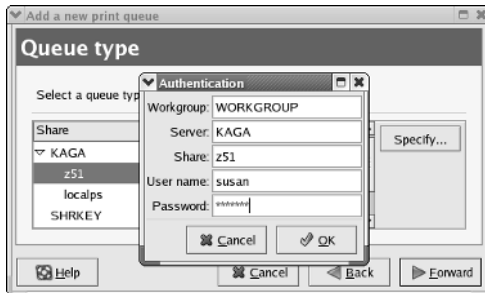 Add a new print queue
Queue type
Select a queue typ
Share
KAGA
z51
localps
SHRKEY
Specify...
Authentication
Workgroup: WORKGROUP
Server: KAGA
Share: z51
User name: susan
Password: *******
Cancel
OK
Help
Cancel
Back
Forward